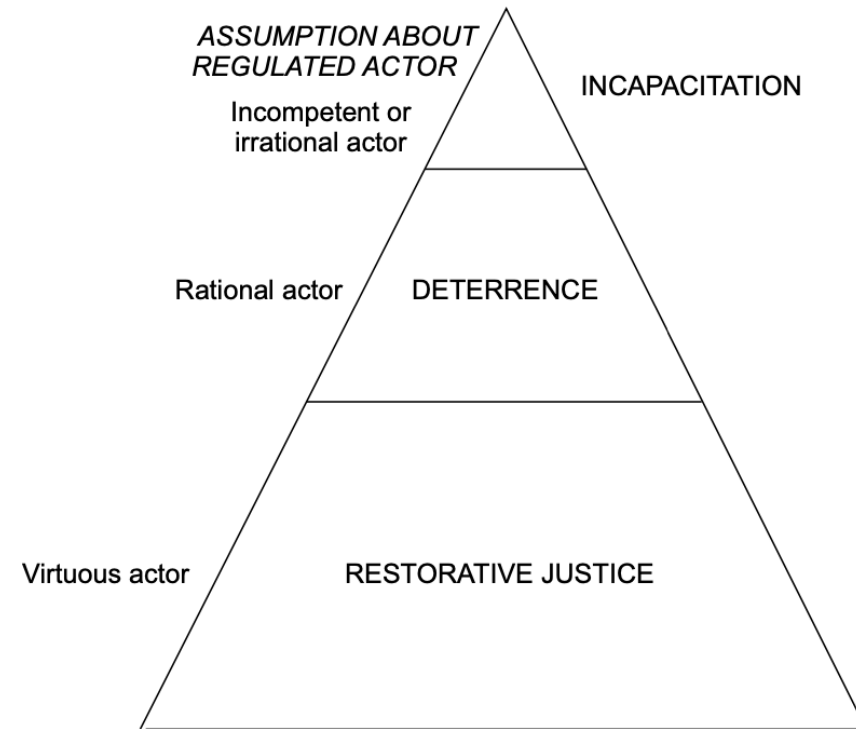 ASSUMPTION ABOUT
REGULATED ACTOR
INCAPACITATION
Incompetent or
irrational actor
Rational actor
DETERRENCE
Virtuous actor
RESTORATIVE JUSTICE